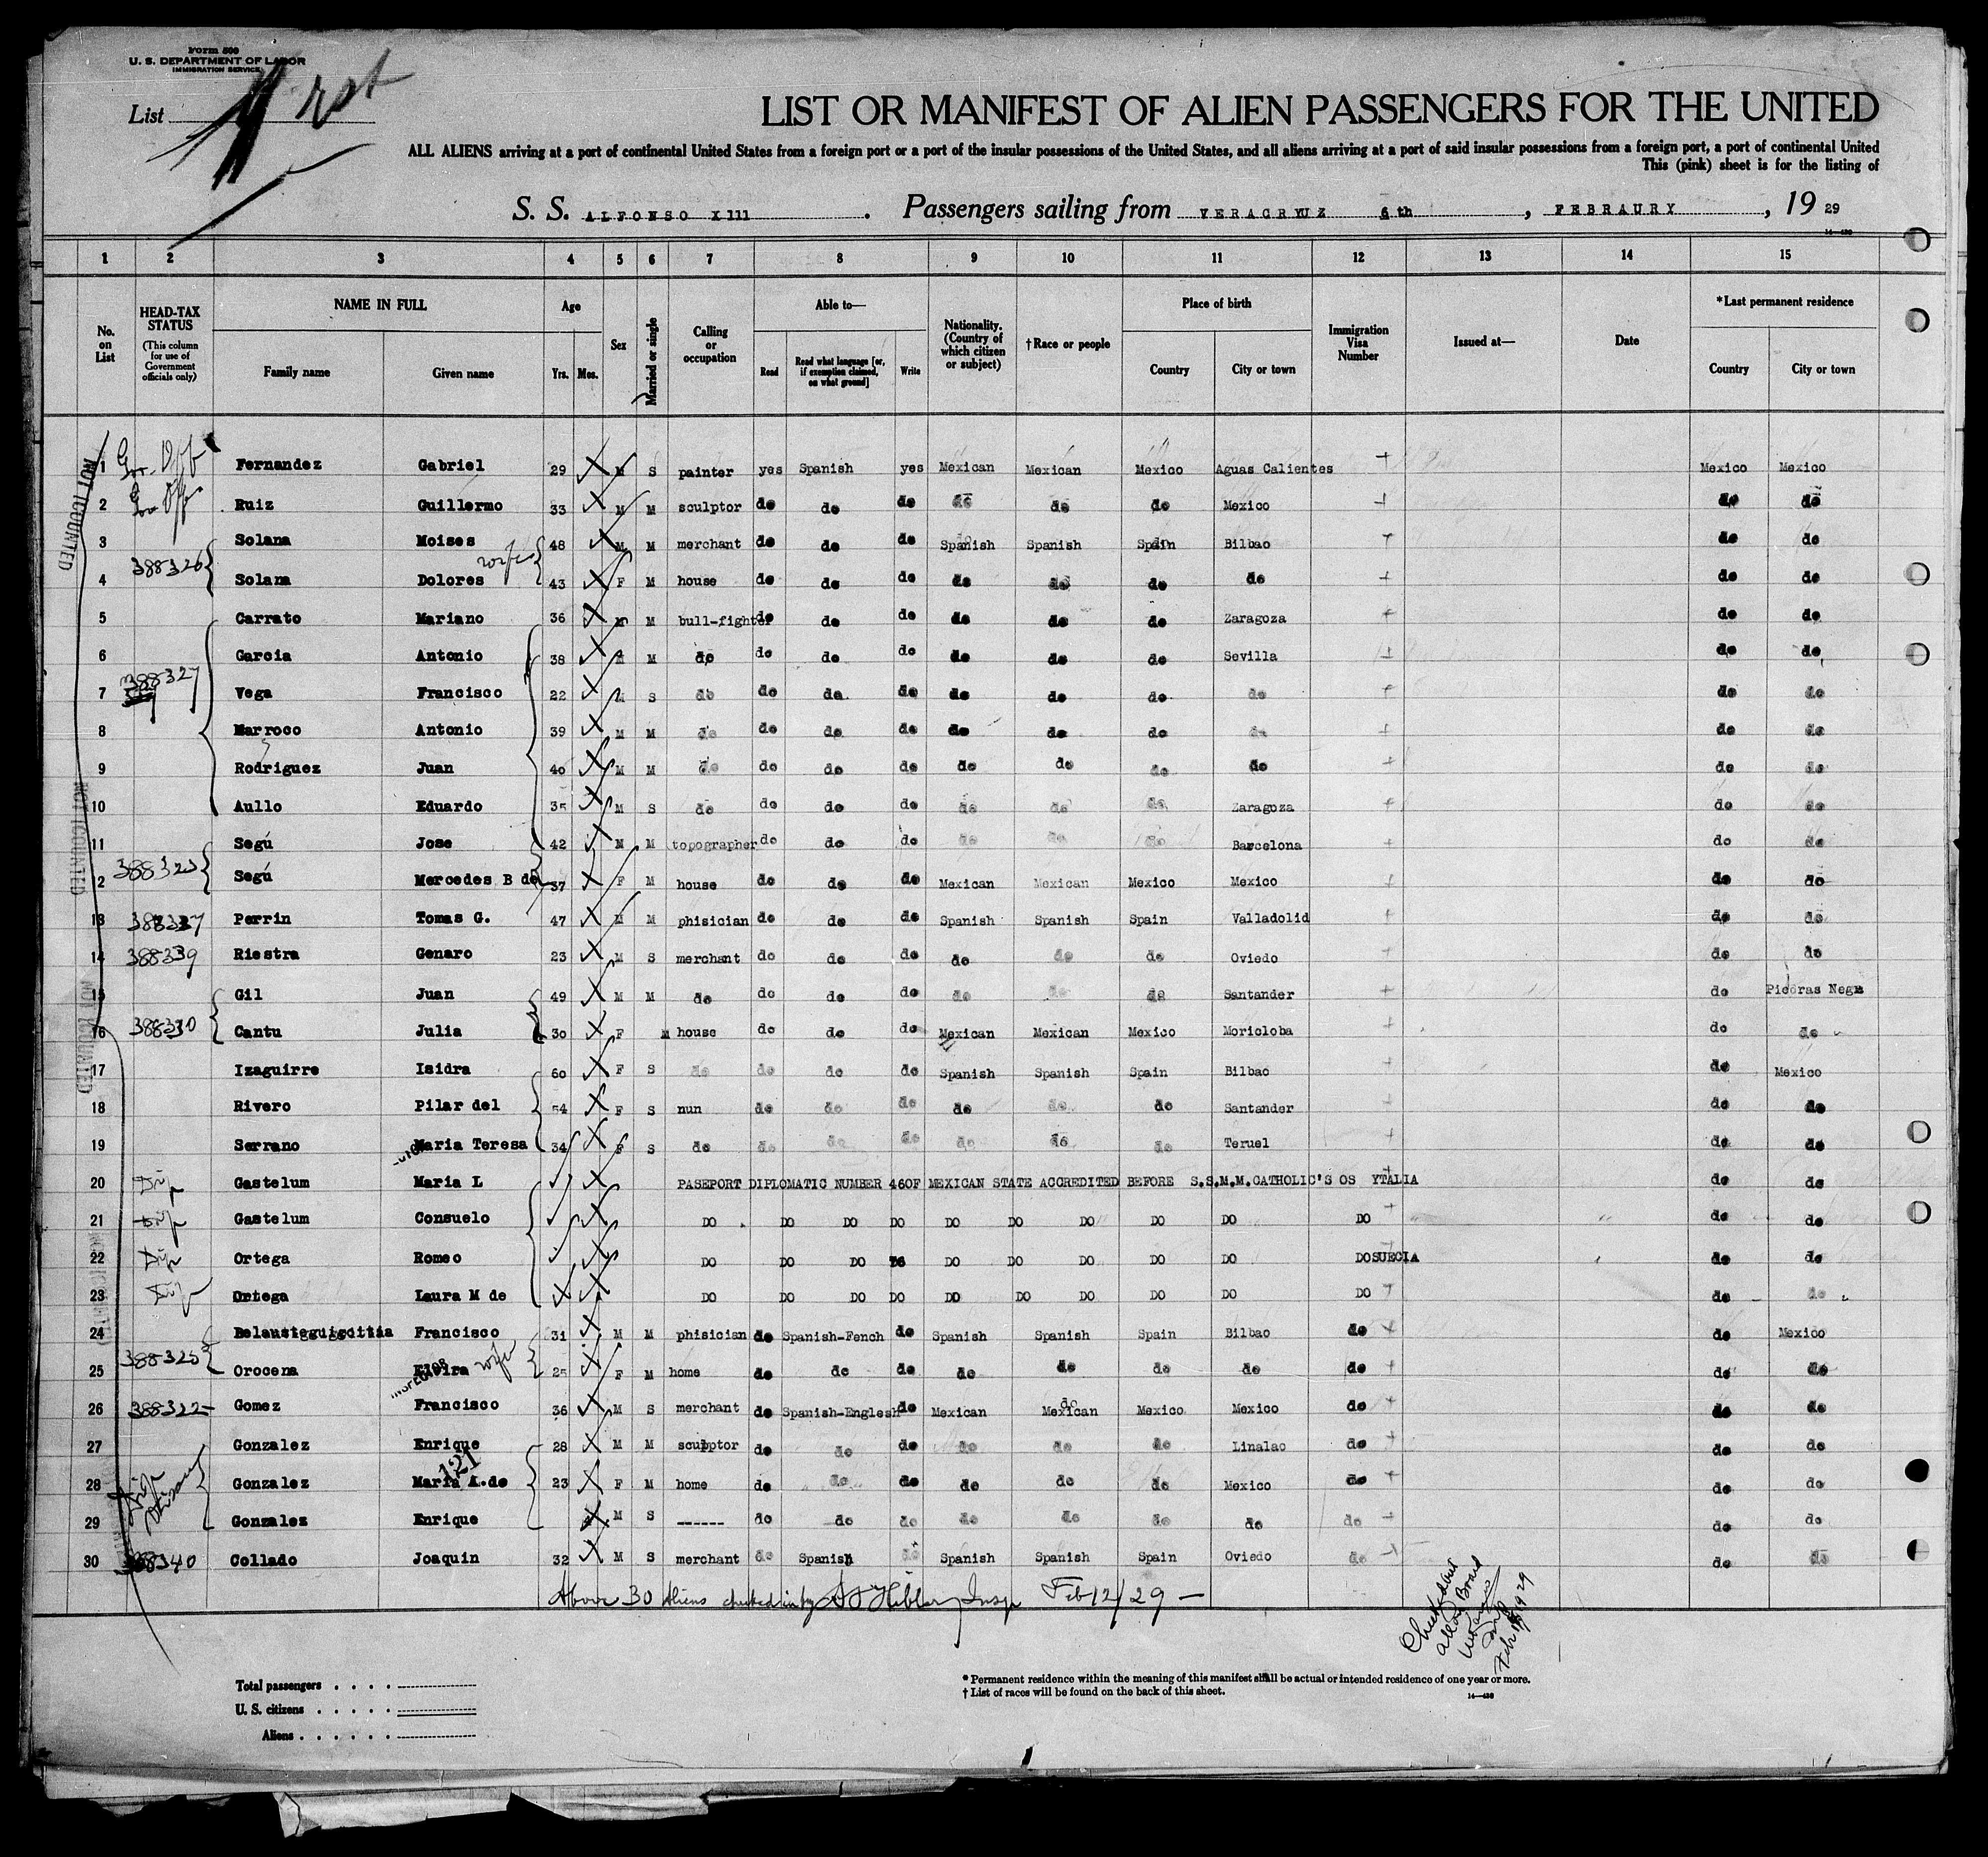 Form 500
U. S. DEPARTMENT OF LABOR
IMMIGRATION SERVICE
List 1rst
LIST OR MANIFEST OF ALIEN PASSENGERS FOR THE UNITED
ALL ALIENS arriving at a port of continental United States from a foreign port or a port of the insular possessions of the United States, and all aliens arriving at a port of said insular possessions from a foreign port, a port of continental United
This (pink) sheet is for the listing of
S. S. ALFONSO X111 . Passengers sailing from VERACRYUZ 6th , FEBRAURY , 19 29
1 2 3 4 5 6 7 8 9 10 11 12 13 14 15
No. on List
HEAD-TAX STATUS (This column for use of Government officials only)
NAME IN FULL
Family name Given name
Age Yrs. Mos.
Sex
Married or single
Calling or occupation
Able to— Read Read what language [or, if exemption claimed, on what ground] Write
Nationality. (Country of which citizen or subject)
†Race or people
Place of birth Country City or town
Immigration Visa Number
Issued at—
Date
*Last permanent residence Country City or town
1 Gov Off Fernandez Gabriel 29 M S painter yes Spanish yes Mexican Mexican Mexico Aguas Calientes Mexico Mexico
2 Gov Off Ruiz Guillermo 33 M M sculptor do do do do do do Mexico do do
3 Solana Moises 48 M M merchant do do do Spanish Spanish Spain Bilbao do do
4 388326 Solana Dolores wife 43 F M house do do do do do do do do do
5 Carrato Mariano 36 M M bull-fighter do do do do do do Zaragoza do do
6 Garcia Antonio 38 M M do do do do do do do Sevilla do do
7 388327 Vega Francisco 22 M S do do do do do do do do do do
8 Marroco Antonio 39 M M do do do do do do do do do do
9 Rodriguez Juan 40 M M do do do do do do do do do do
10 Aullo Eduardo 35 M S do do do do do do do Zaragoza do do
11 Segú Jose 42 M M topographer do do do do do do Barcelona do do
2 388323 Segú Mercedes B de 37 F M house do do do Mexican Mexican Mexico Mexico do do
13 388337 Perrin Tomas G. 47 M M phisician do do do Spanish Spanish Spain Valladolid do do
14 388339 Riestra Genaro 23 M S merchant do do do do do do Oviedo do do
15 Gil Juan 49 M M do do do do do do do Santander do Picdras Negra
16 388330 Cantu Julia 30 F M house do do do Mexican Mexican Mexico Moricloba do do
17 Izaguirre Isidra 60 F S do do do do Spanish Spanish Spain Bilbao do Mexico
18 Rivero Pilar del 54 F S nun do do do do do do Santander do do
19 Serrano Maria Teresa 34 F S do do do do do do do Teruel do do
20 Dip Gastelum Maria L PASEPORT DIPLOMATIC NUMBER 460F MEXICAN STATE ACCREDITED BEFORE S.S.M.M.CATHOLIC'S OS YTALIA do do
21 Dip Gastelum Consuelo DO DO DO DO DO DO DO DO DO DO do do
22 Dip Ortega Romeo DO DO DO DO DO DO DO DO DOSUECIA do do
23 Dip Ortega Laura M de DO DO DO DO DO DO DO DO DO DO do do
24 Belausteguigoitia Francisco 31 M M phisician do Spanish-Fench do Spanish Spanish Spain Bilbao do do Mexico
25 388325 Orocena Elvira wife 25 F M home do do do do do do do do do do
26 388322 Gomez Francisco 36 M S merchant do Spanish-Englesh do Mexican Mexican Mexico Mexico do do do
27 Gonzalez Enrique 28 M M sculptor do do do do do do Linalao do do do
28 Gonzalez Maria A.de 23 F M home do do do do do do Mexico do do do
29 Gonzalez Enrique M S ------ do do do do do do do do do do
30 388340 Collado Joaquin 32 M S merchant do Spanish do Spanish Spanish Spain Oviedo do do do
NOT COUNTED
121
Above 30 Aliens checked in by Insp Feb 12/29 —
* Permanent residence within the meaning of this manifest shall be actual or intended residence of one year or more.
† List of races will be found on the back of this sheet.
Total passengers
U. S. citizens
Aliens